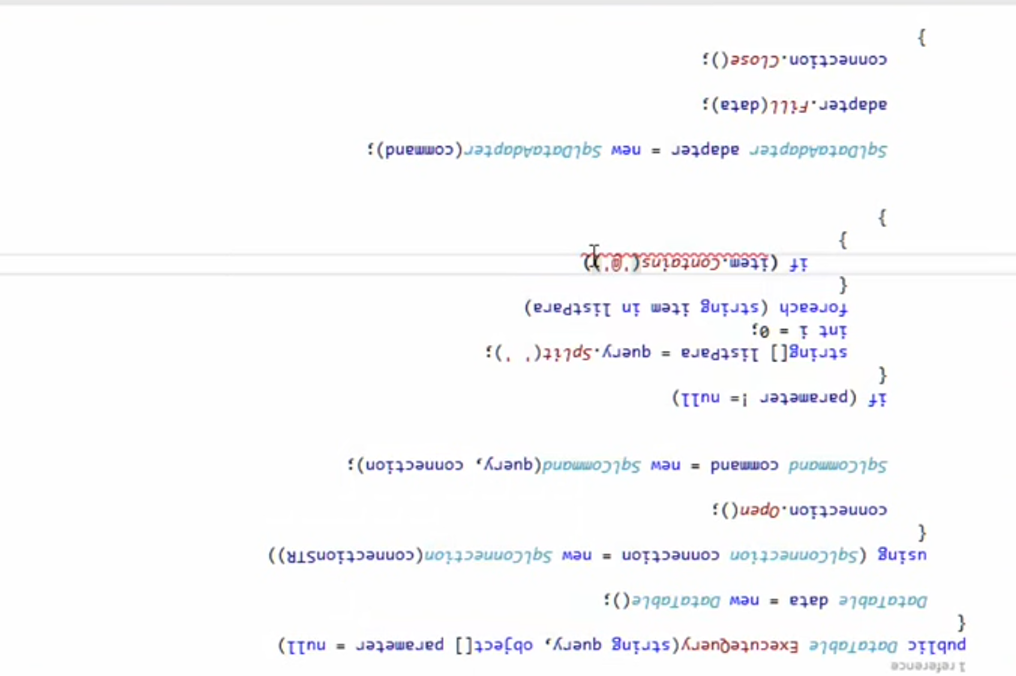 1 reference
public DataTable ExecuteQuery(string query, object[] parameter = null)
{
DataTable data = new DataTable();
using (SqlConnection connection = new SqlConnection(connectionSTR))
{
connection.Open();
SqlCommand command = new SqlCommand(query, connection);
if (parameter != null)
{
string[] listPara = query.Split(' ');
int i = 0;
foreach (string item in listPara)
{
if (item.Contains('@'))
}
}
SqlDataAdapter adapter = new SqlDataAdapter(command);
adapter.Fill(data);
connection.Close();
}